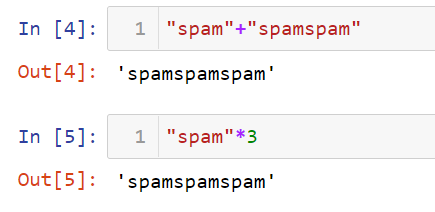 In [4]: 1 "spam"+"spamspam"
Out[4]: 'spamspamspam'
In [5]: 1 "spam"*3
Out[5]: 'spamspamspam'